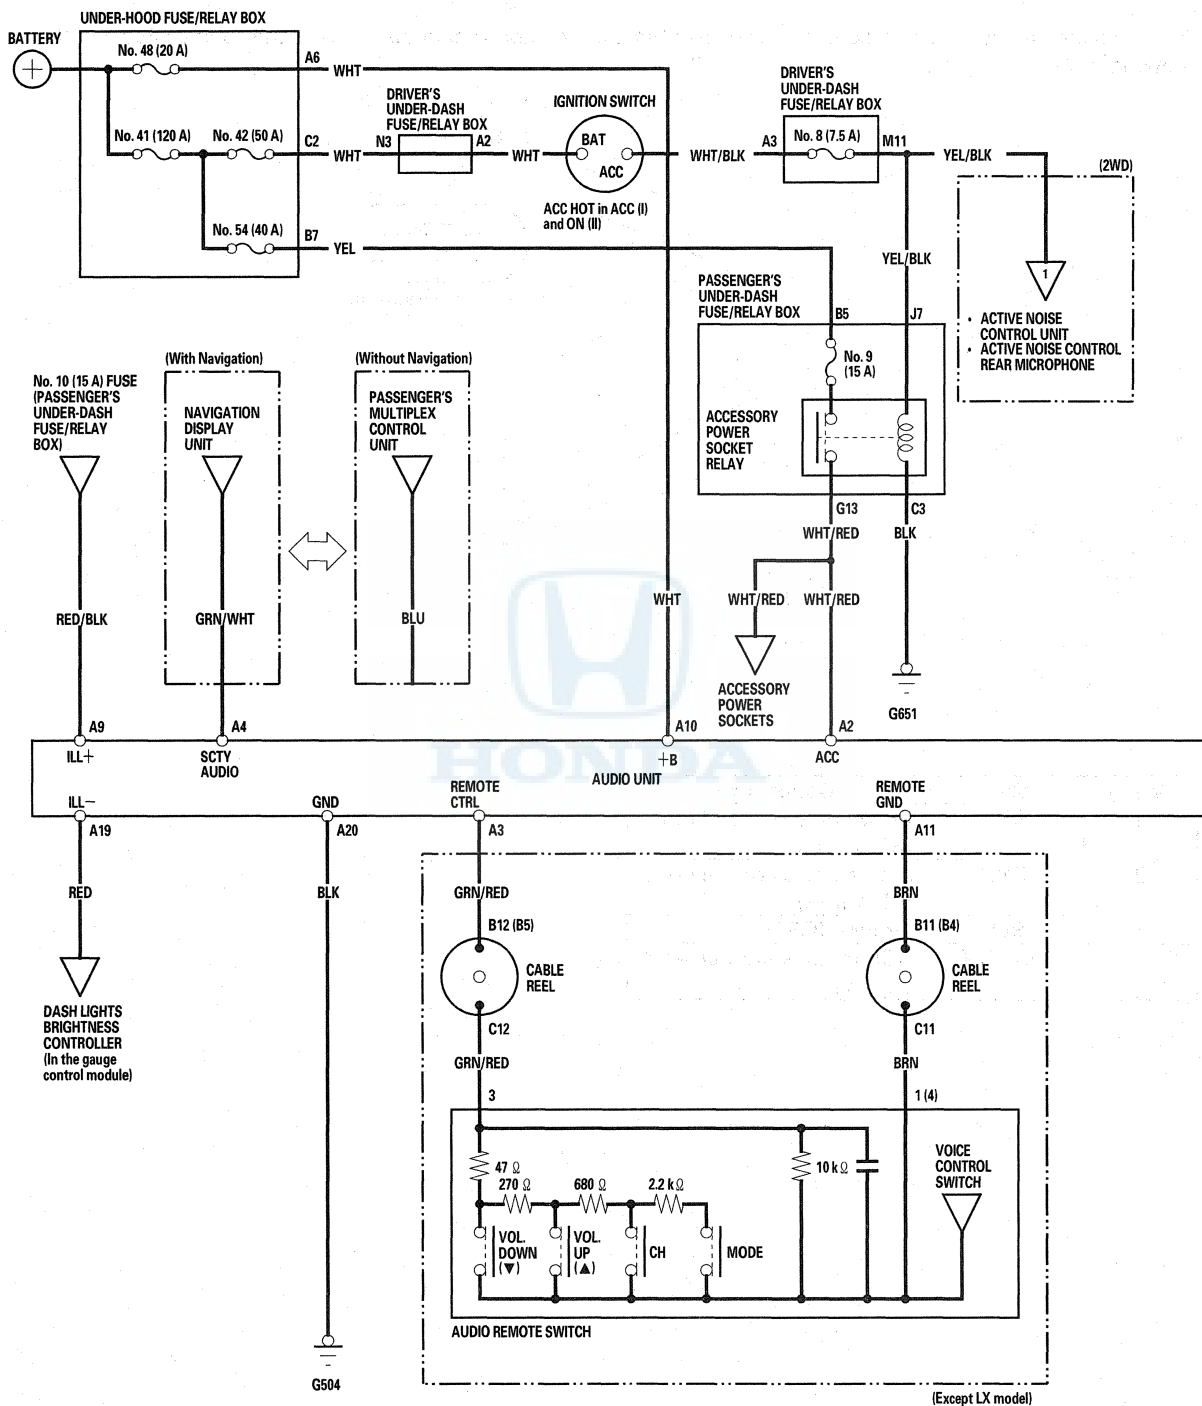 UNDER-HOOD FUSE/RELAY BOX
BATTERY
No. 48 (20 A)
A6
WHT
No. 41 (120 A)
No. 42 (50 A)
C2
WHT
DRIVER'S
UNDER-DASH
FUSE/RELAY BOX
N3
A2
WHT
IGNITION SWITCH
BAT
ACC
ACC HOT in ACC (I)
and ON (II)
WHT/BLK
DRIVER'S
UNDER-DASH
FUSE/RELAY BOX
A3
No. 8 (7.5 A)
M11
YEL/BLK
(2WD)
1
• ACTIVE NOISE
CONTROL UNIT
• ACTIVE NOISE CONTROL
REAR MICROPHONE
No. 54 (40 A)
B7
YEL
YEL/BLK
PASSENGER'S
UNDER-DASH
FUSE/RELAY BOX
B5
J7
No. 9
(15 A)
ACCESSORY
POWER
SOCKET
RELAY
G13
C3
WHT/RED
BLK
WHT/RED
WHT/RED
ACCESSORY
POWER
SOCKETS
G651
No. 10 (15 A) FUSE
(PASSENGER'S
UNDER-DASH
FUSE/RELAY
BOX)
(With Navigation)
NAVIGATION
DISPLAY
UNIT
(Without Navigation)
PASSENGER'S
MULTIPLEX
CONTROL
UNIT
RED/BLK
GRN/WHT
BLU
WHT
HONDA
A9
A4
A10
A2
ILL+
SCTY
AUDIO
+B
ACC
AUDIO UNIT
ILL−
GND
REMOTE
CTRL
REMOTE
GND
A19
A20
A3
A11
RED
BLK
GRN/RED
BRN
B12 (B5)
B11 (B4)
CABLE
REEL
CABLE
REEL
C12
C11
GRN/RED
BRN
3
1 (4)
DASH LIGHTS
BRIGHTNESS
CONTROLLER
(In the gauge
control module)
47 Ω
270 Ω
680 Ω
2.2 k Ω
10 k Ω
VOICE
CONTROL
SWITCH
VOL.
DOWN
(▼)
VOL.
UP
(▲)
CH
MODE
AUDIO REMOTE SWITCH
G504
(Except LX model)